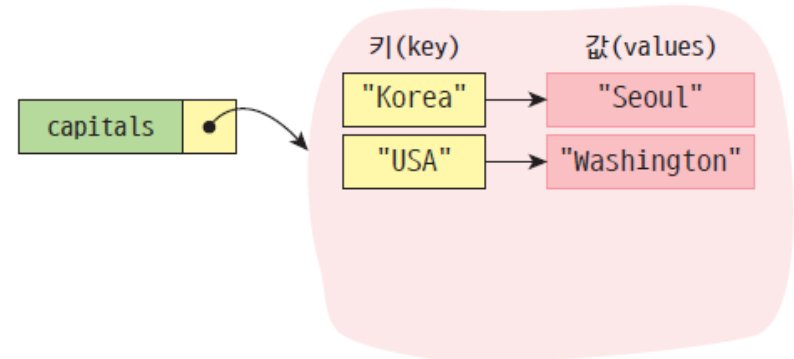 키(key) 값(values)
capitals
"Korea" "Seoul"
"USA" "Washington"